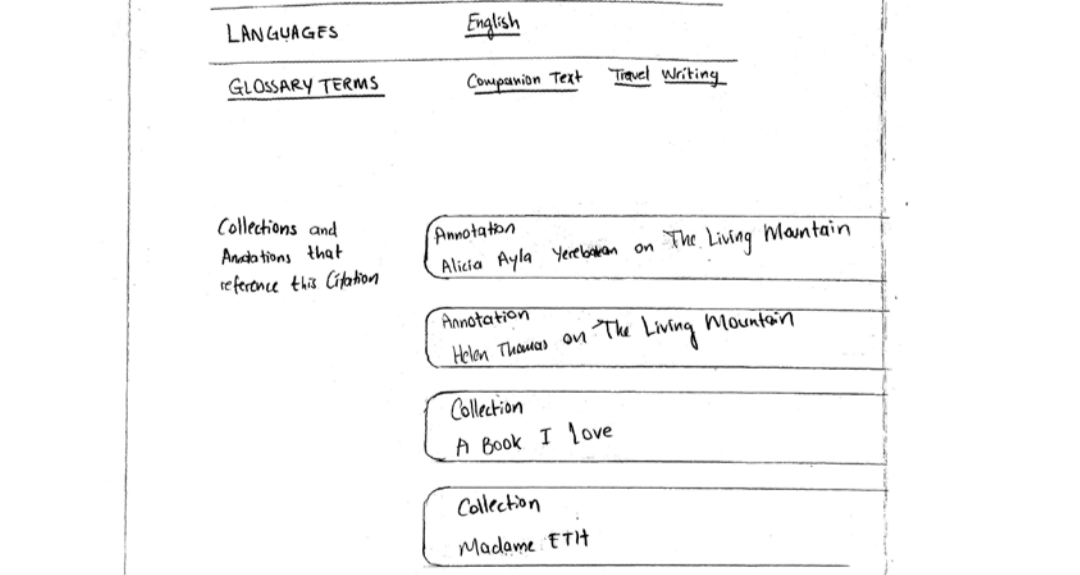 LANGUAGES English
GLOSSARY TERMS Companion Text Travel Writing
Collections and
Annotations that
reference this Citation
Annotation
Alicia Ayla Yerebakan on The Living Mountain
Annotation
Helen Thomas on The Living Mountain
Collection
A Book I love
Collection
Madame ETH